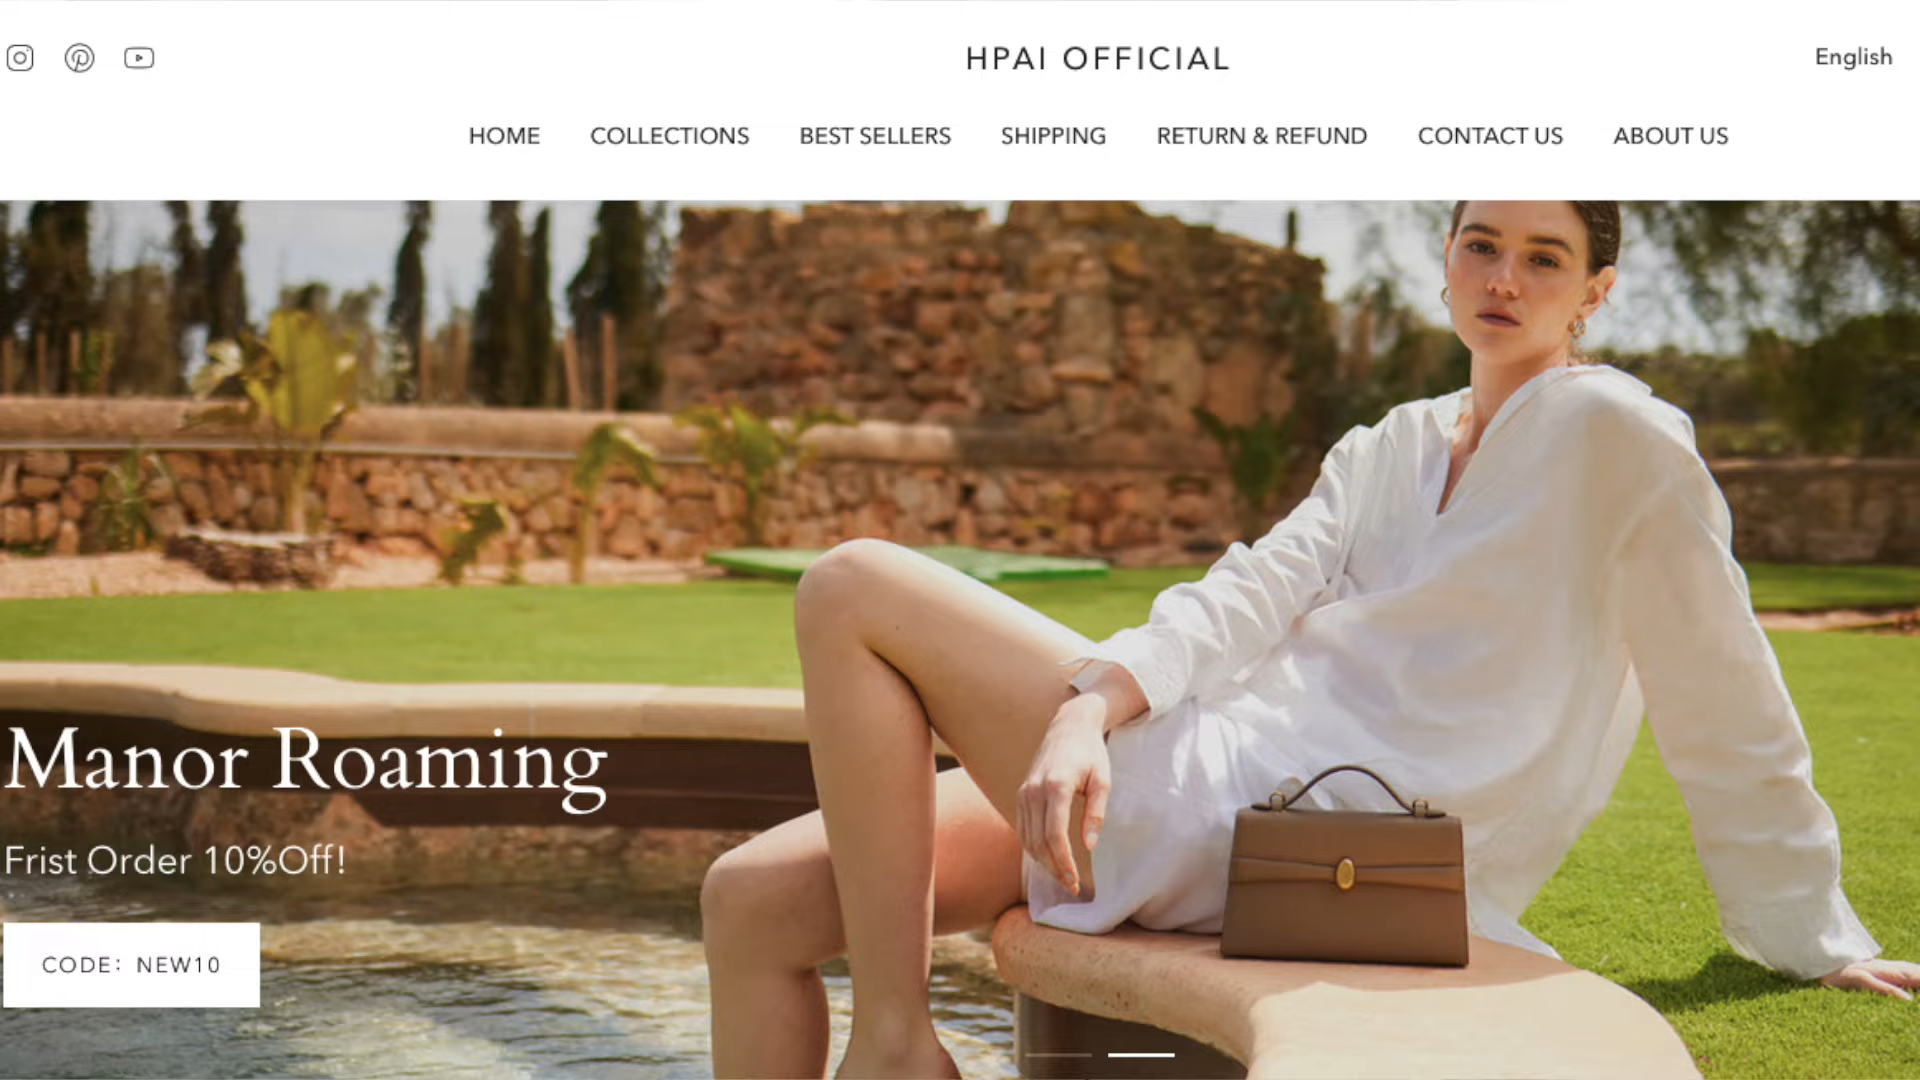 HPAI OFFICIAL
English
HOME COLLECTIONS BEST SELLERS SHIPPING RETURN & REFUND CONTACT US ABOUT US
Manor Roaming
Frist Order 10%Off!
CODE: NEW10